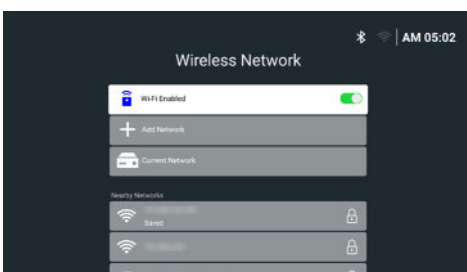 AM 05:02
Wireless Network
Wi-Fi Enabled
Add Network
Current Network
Nearby Networks
Saved